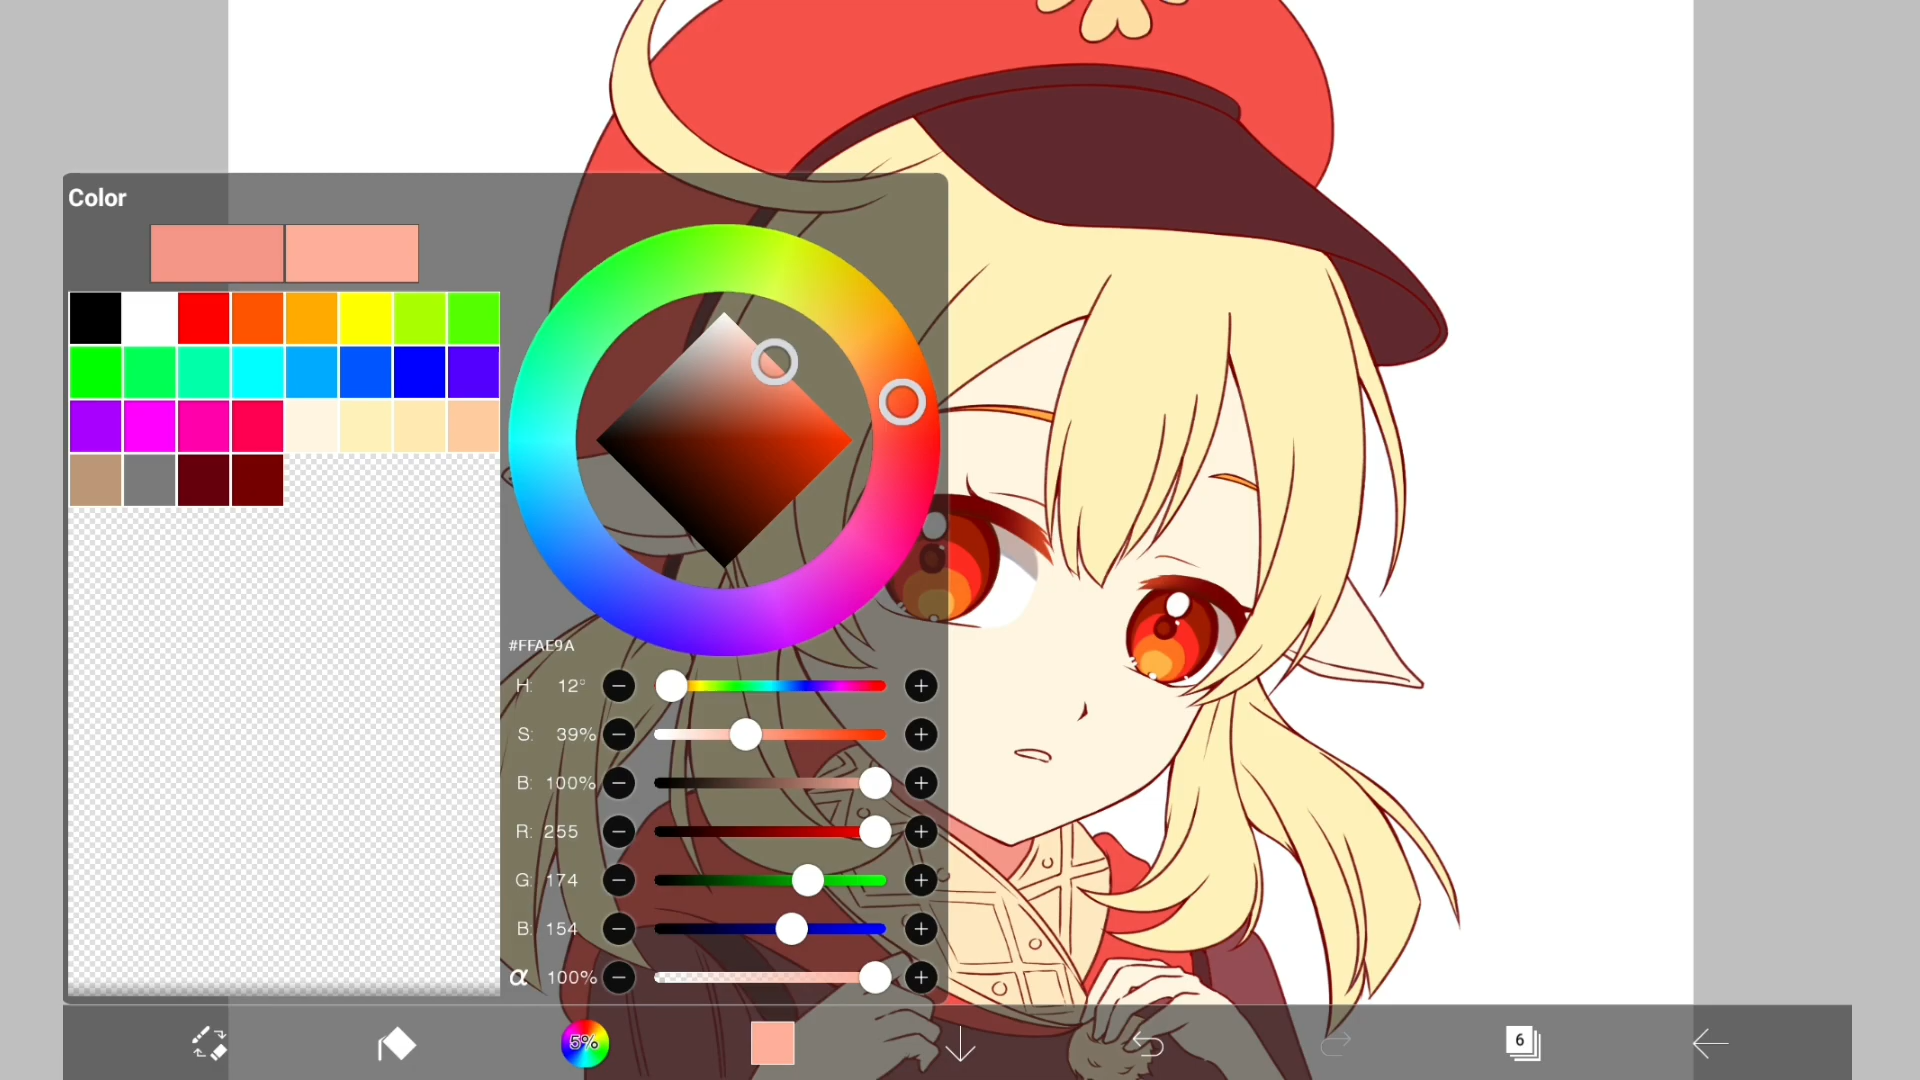 Color
#FFAE9A
H: 12°
S: 39%
B: 100%
R: 255
G: 174
B: 154
α 100%
5%
6